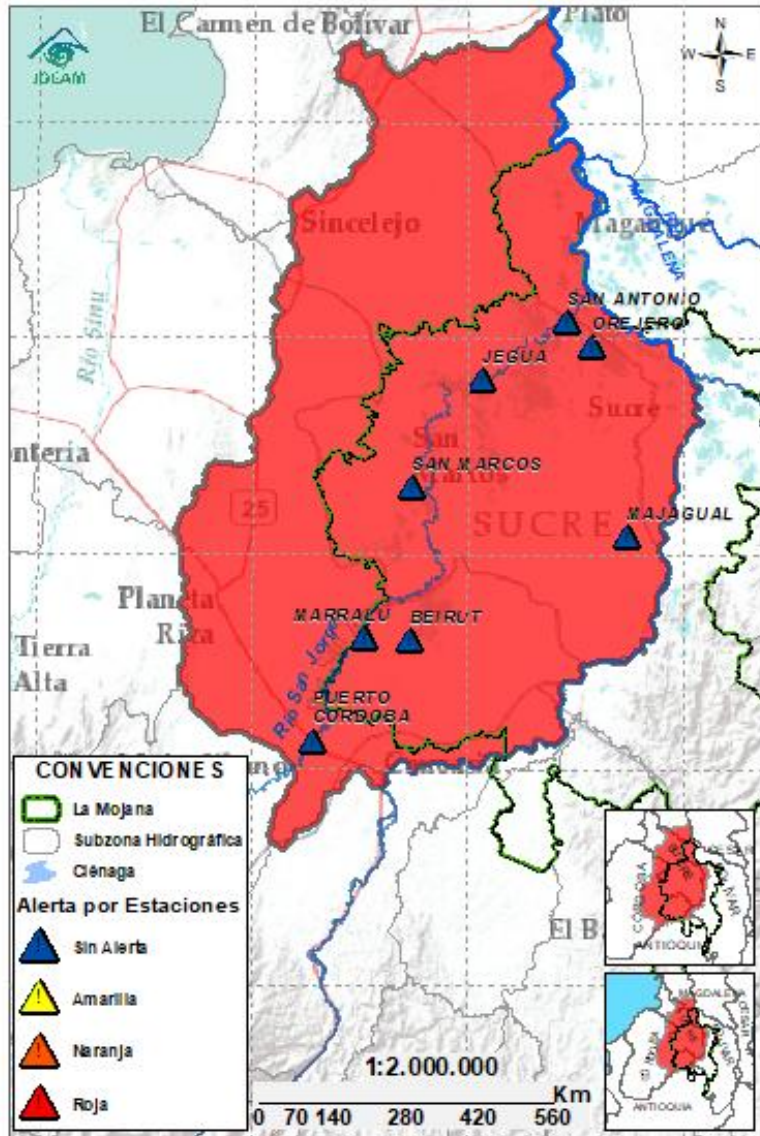 El Carmen de Bolívar
Plato
IDEAM
N
W E
S
Sincelejo
Magangué
MAGDALENA
SAN ANTONIO
OREJERO
JEGUA
Río Sinú
Sucre
San
Marcos
SAN MARCOS
ontería
25
SUCRE
MAJAGUAL
Planeta
Rica
MARRALU
BEIRUT
Tierra
Alta
Río San Jorge
PUERTO
CORDOBA
CONVENCIONES
La Mojana
Subzona Hidrográfica
Ciénaga
Alerta por Estaciones
Sin Alerta
Amarilla
Naranja
Roja
El B
CORDOBA
ANTIOQUIA
MAGDALENA
ANTIOQUIA
1:2.000.000
Km
0 70 140 280 420 560